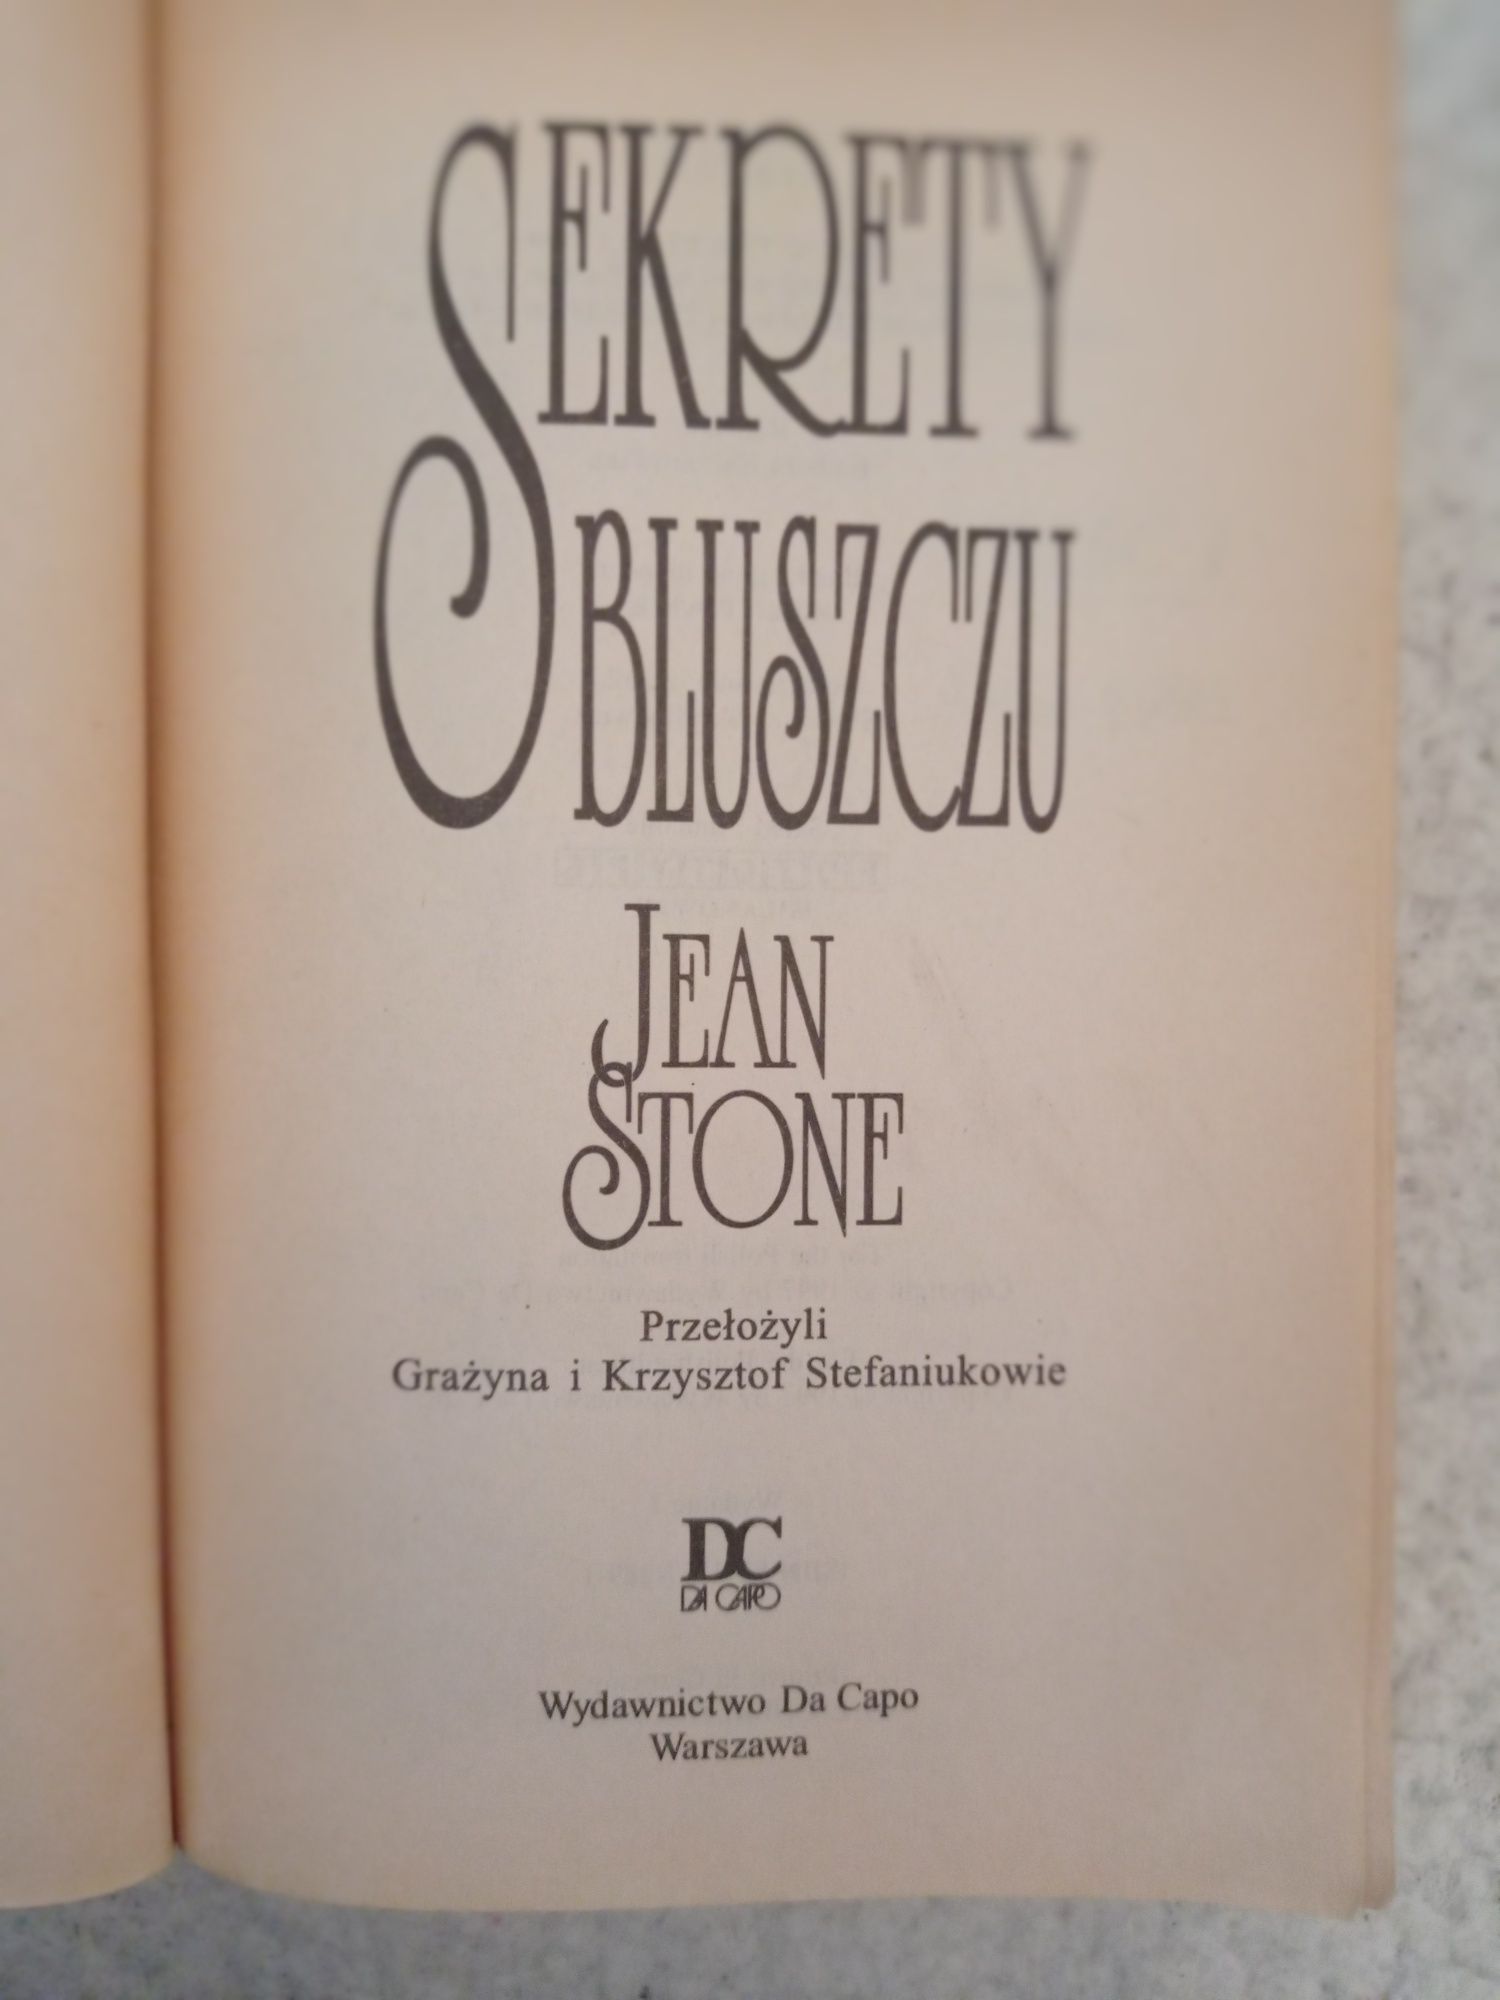 SEKRETY
BLUSZCZU
JEAN
STONE
Przełożyli
Grażyna i Krzysztof Stefaniukowie
DC
DA CAPO
Wydawnictwo Da Capo
Warszawa